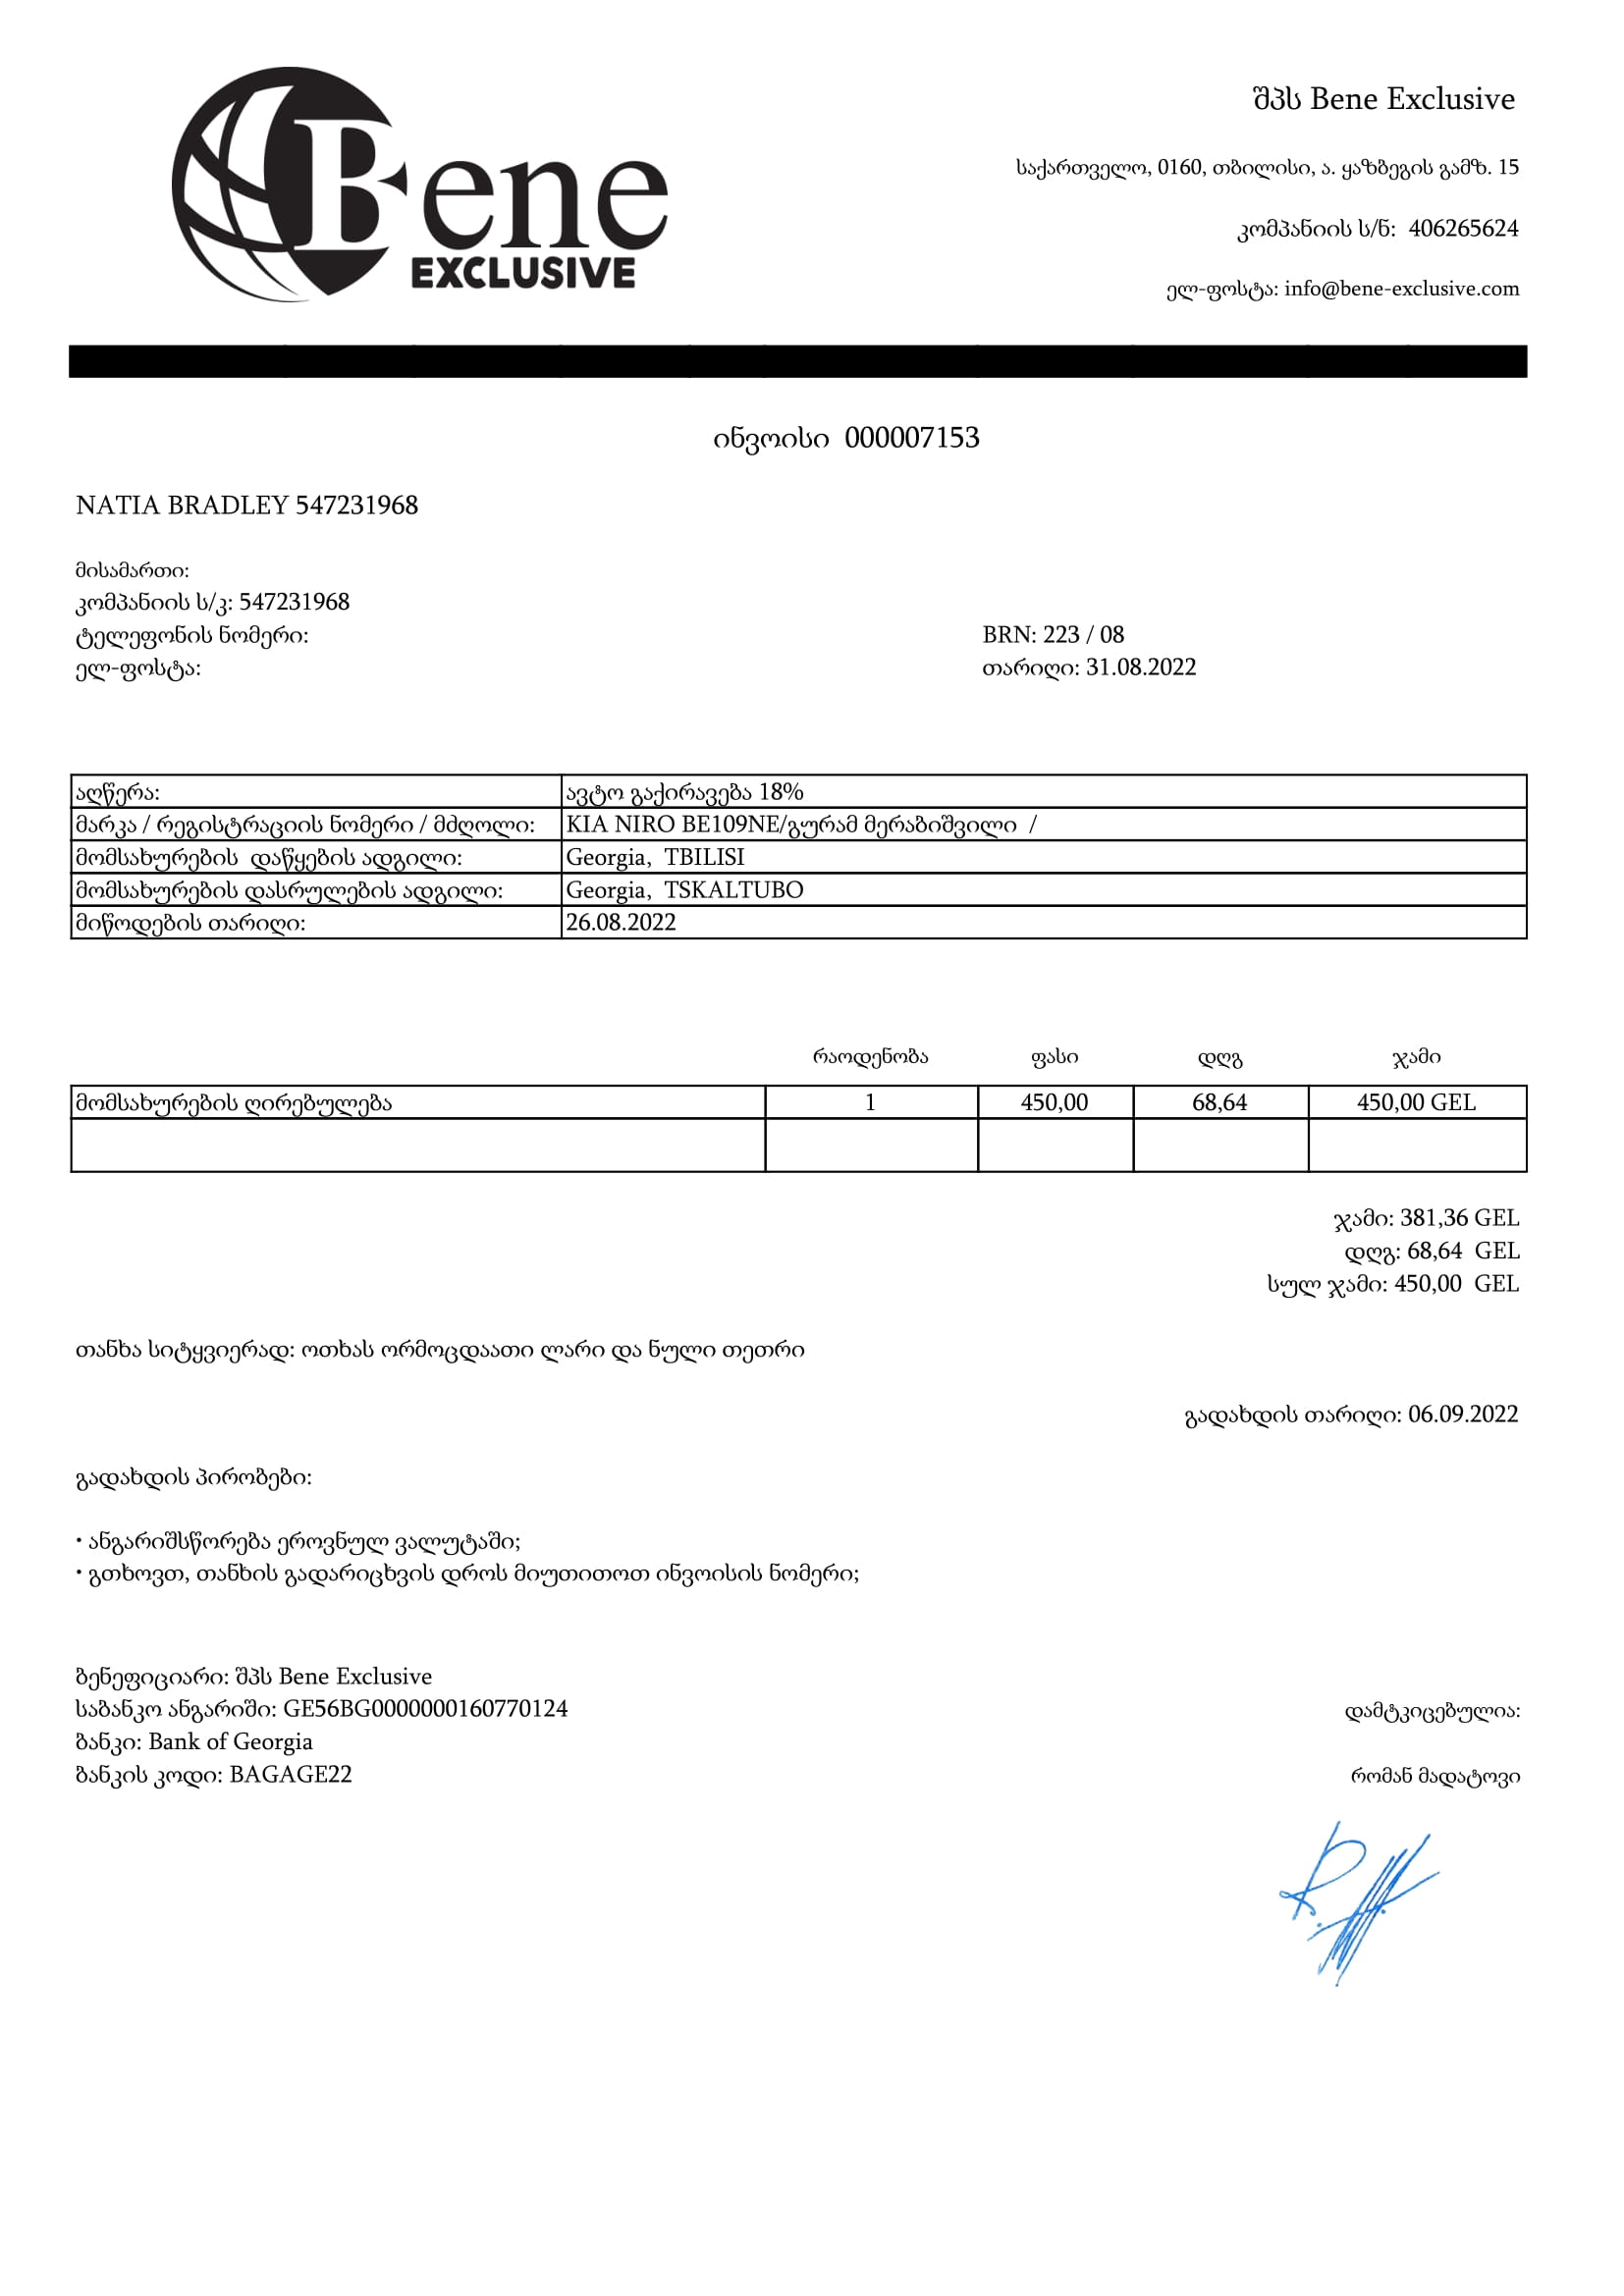 Bene
EXCLUSIVE
შპს Bene Exclusive
საქართველო, 0160, თბილისი, ა. ყაზბეგის გამზ. 15
კომპანიის ს/ნ: 406265624
ელ-ფოსტა: info@bene-exclusive.com
ინვოისი 000007153
NATIA BRADLEY 547231968
მისამართი:
კომპანიის ს/კ: 547231968
ტელეფონის ნომერი:
ელ-ფოსტა:
BRN: 223 / 08
თარიღი: 31.08.2022
აღწერა: ავტო გაქირავება 18%
მარკა / რეგისტრაციის ნომერი / მძღოლი: KIA NIRO BE109NE/გურამ მერაბიშვილი /
მომსახურების დაწყების ადგილი: Georgia, TBILISI
მომსახურების დასრულების ადგილი: Georgia, TSKALTUBO
მიწოდების თარიღი: 26.08.2022
რაოდენობა ფასი დღგ ჯამი
მომსახურების ღირებულება 1 450,00 68,64 450,00 GEL
ჯამი: 381,36 GEL
დღგ: 68,64 GEL
სულ ჯამი: 450,00 GEL
თანხა სიტყვიერად: ოთხას ორმოცდაათი ლარი და ნული თეთრი
გადახდის თარიღი: 06.09.2022
გადახდის პირობები:
· ანგარიშსწორება ეროვნულ ვალუტაში;
· გთხოვთ, თანხის გადარიცხვის დროს მიუთითოთ ინვოისის ნომერი;
ბენეფიციარი: შპს Bene Exclusive
საბანკო ანგარიში: GE56BG0000000160770124
ბანკი: Bank of Georgia
ბანკის კოდი: BAGAGE22
დამტკიცებულია:
რომან მადატოვი